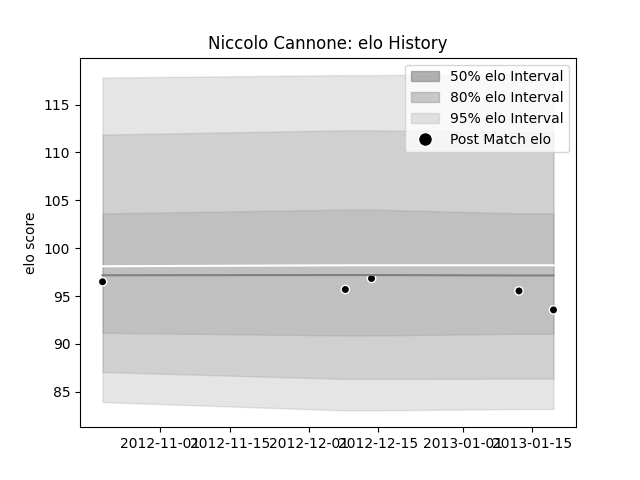 Niccolo Cannone: elo History
50% elo Interval
80% elo Interval
95% elo Interval
Post Match elo
elo score
115
110
105
100
95
90
85
2012-11-01 2012-11-15 2012-12-01 2012-12-15 2013-01-01 2013-01-15